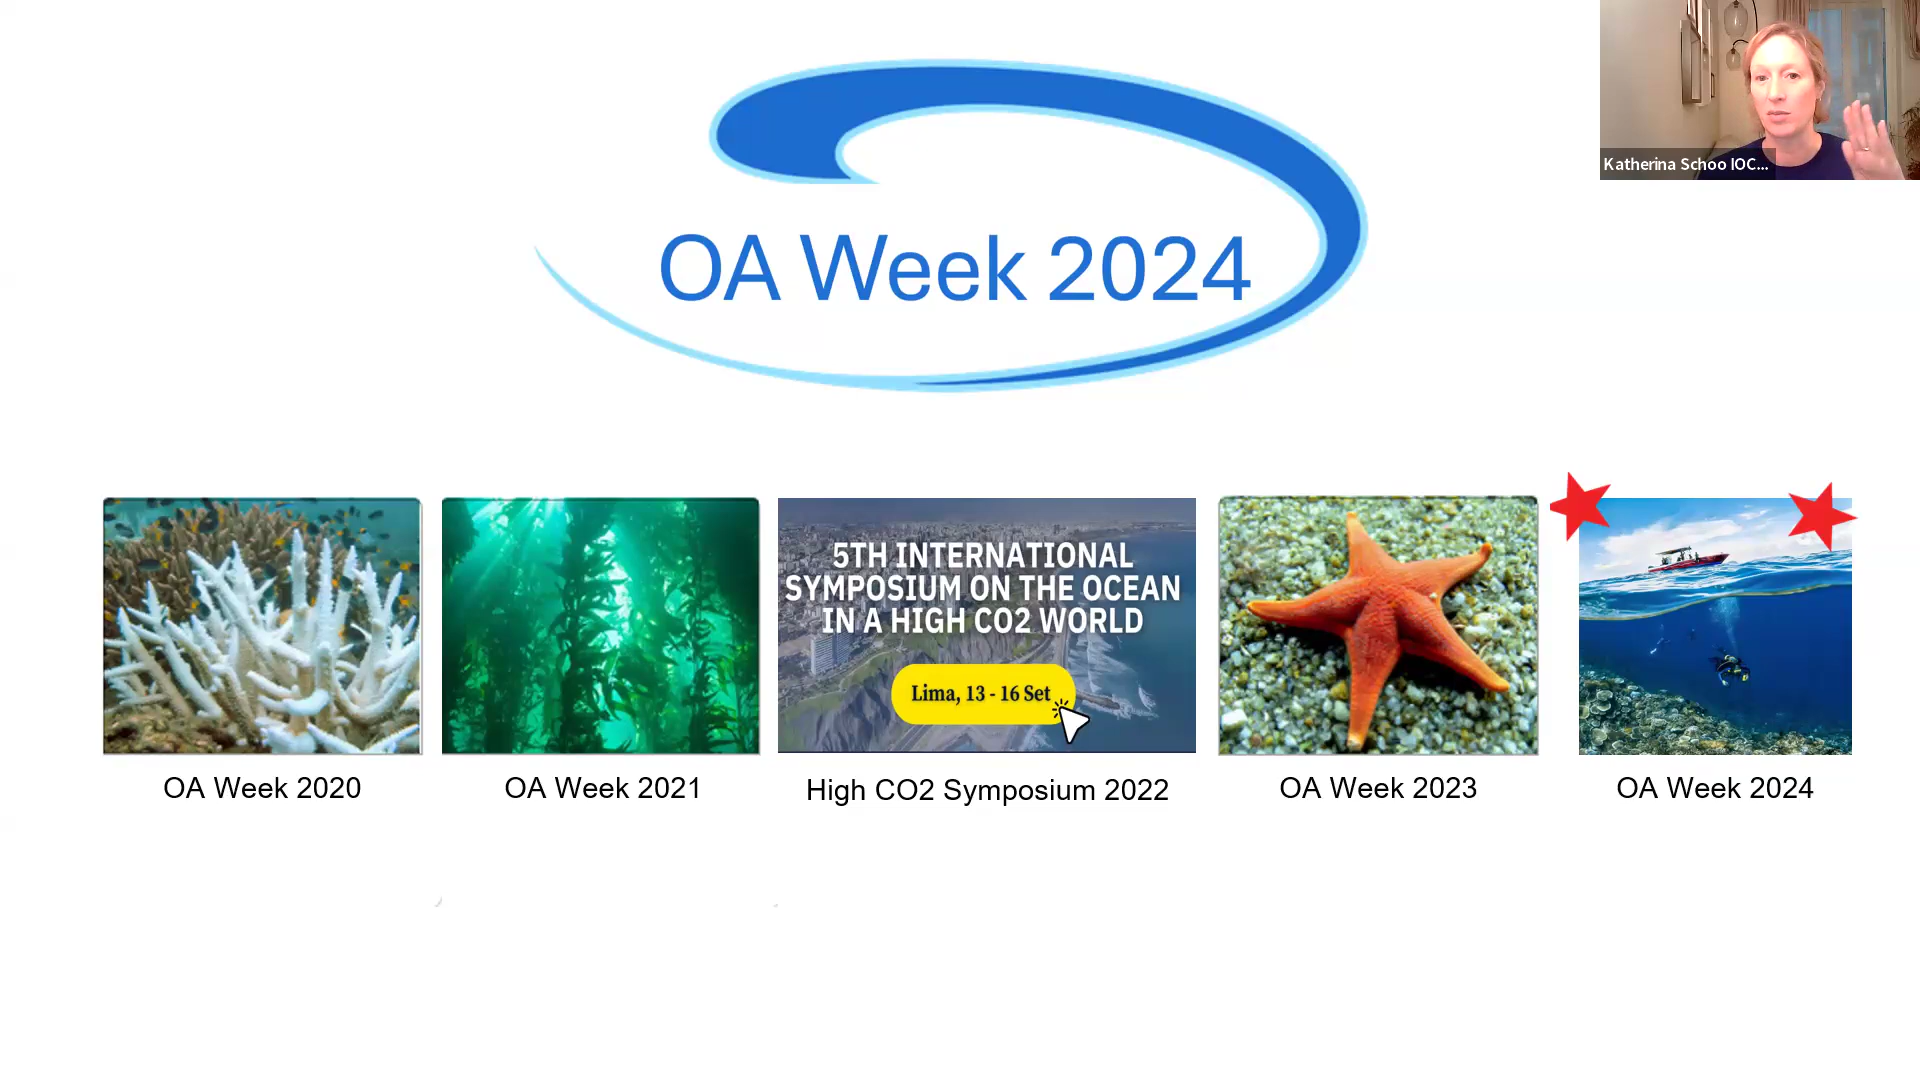 Katherina Schoo IOC...
OA Week 2024
5TH INTERNATIONAL
SYMPOSIUM ON THE OCEAN
IN A HIGH CO2 WORLD
Lima, 13 - 16 Set
OA Week 2020
OA Week 2021
High CO2 Symposium 2022
OA Week 2023
OA Week 2024